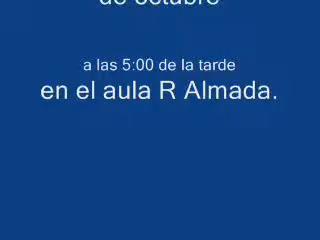 de octubre
a las 5:00 de la tarde
en el aula R Almada.